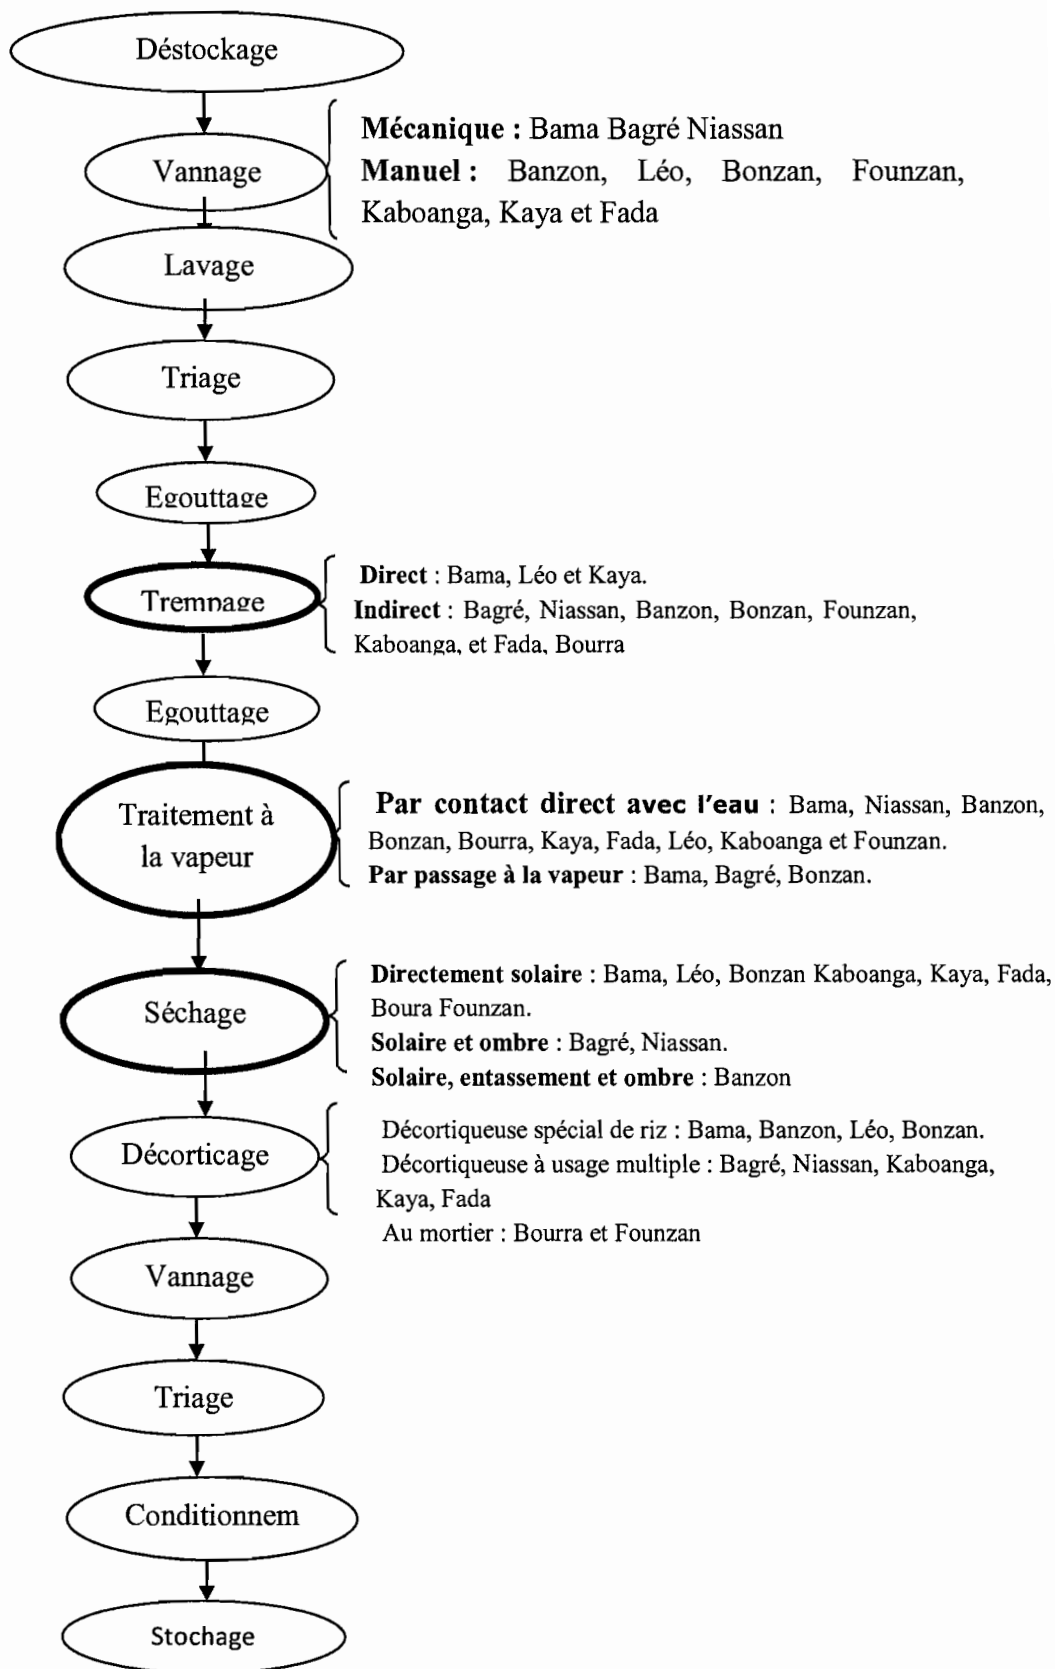 Déstockage
Vannage
Mécanique : Bama Bagré Niassan
Manuel : Banzon, Léo, Bonzan, Founzan,
Kaboanga, Kaya et Fada
Lavage
Triage
Egouttage
Trempage
Direct : Bama, Léo et Kaya.
Indirect : Bagré, Niassan, Banzon, Bonzan, Founzan,
Kaboanga, et Fada, Bourra
Egouttage
Traitement à
la vapeur
Par contact direct avec l'eau : Bama, Niassan, Banzon,
Bonzan, Bourra, Kaya, Fada, Léo, Kaboanga et Founzan.
Par passage à la vapeur : Bama, Bagré, Bonzan.
Séchage
Directement solaire : Bama, Léo, Bonzan Kaboanga, Kaya, Fada,
Boura Founzan.
Solaire et ombre : Bagré, Niassan.
Solaire, entassement et ombre : Banzon
Décorticage
Décortiqueuse spécial de riz : Bama, Banzon, Léo, Bonzan.
Décortiqueuse à usage multiple : Bagré, Niassan, Kaboanga,
Kaya, Fada
Au mortier : Bourra et Founzan
Vannage
Triage
Conditionnem
Stochage